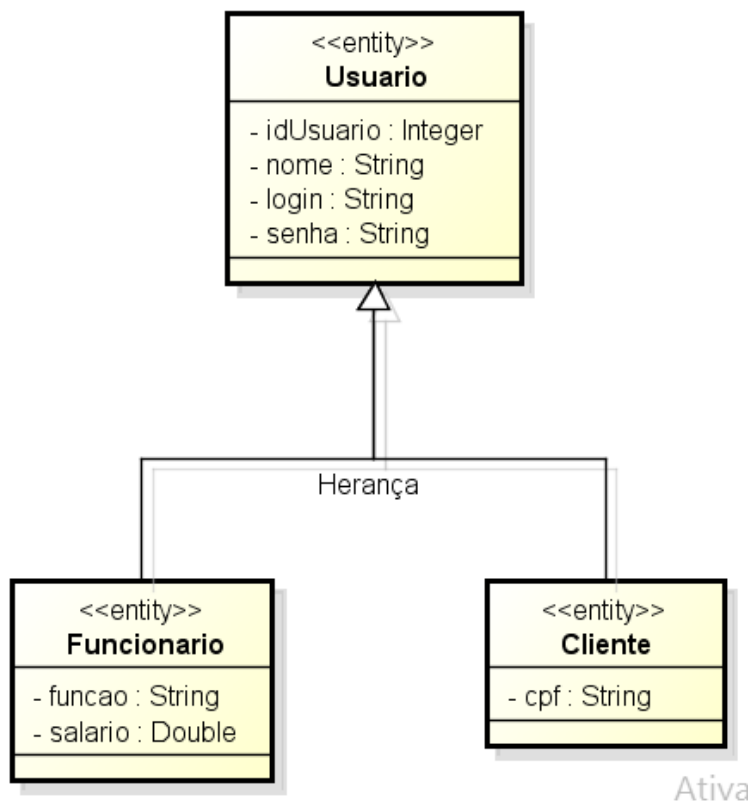 <<entity>>
Usuario
- idUsuario : Integer
- nome : String
- login : String
- senha : String
Herança
<<entity>>
Funcionario
- funcao : String
- salario : Double
<<entity>>
Cliente
- cpf : String
Ativa